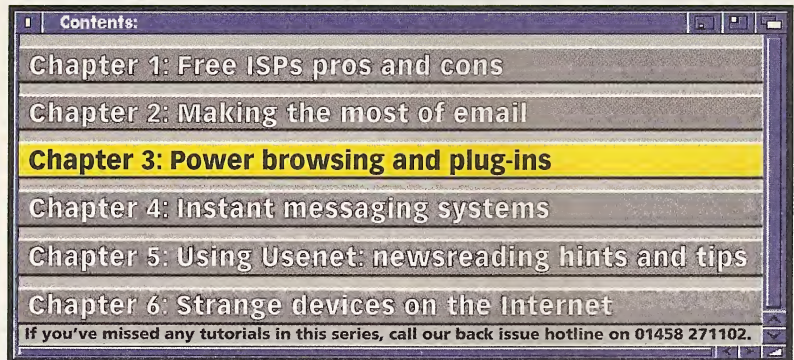 Contents:
Chapter 1: Free ISPs pros and cons
Chapter 2: Making the most of email
Chapter 3: Power browsing and plug-ins
Chapter 4: Instant messaging systems
Chapter 5: Using Usenet: newsreading hints and tips
Chapter 6: Strange devices on the Internet
If you've missed any tutorials in this series, call our back issue hotline on 01458 271102.